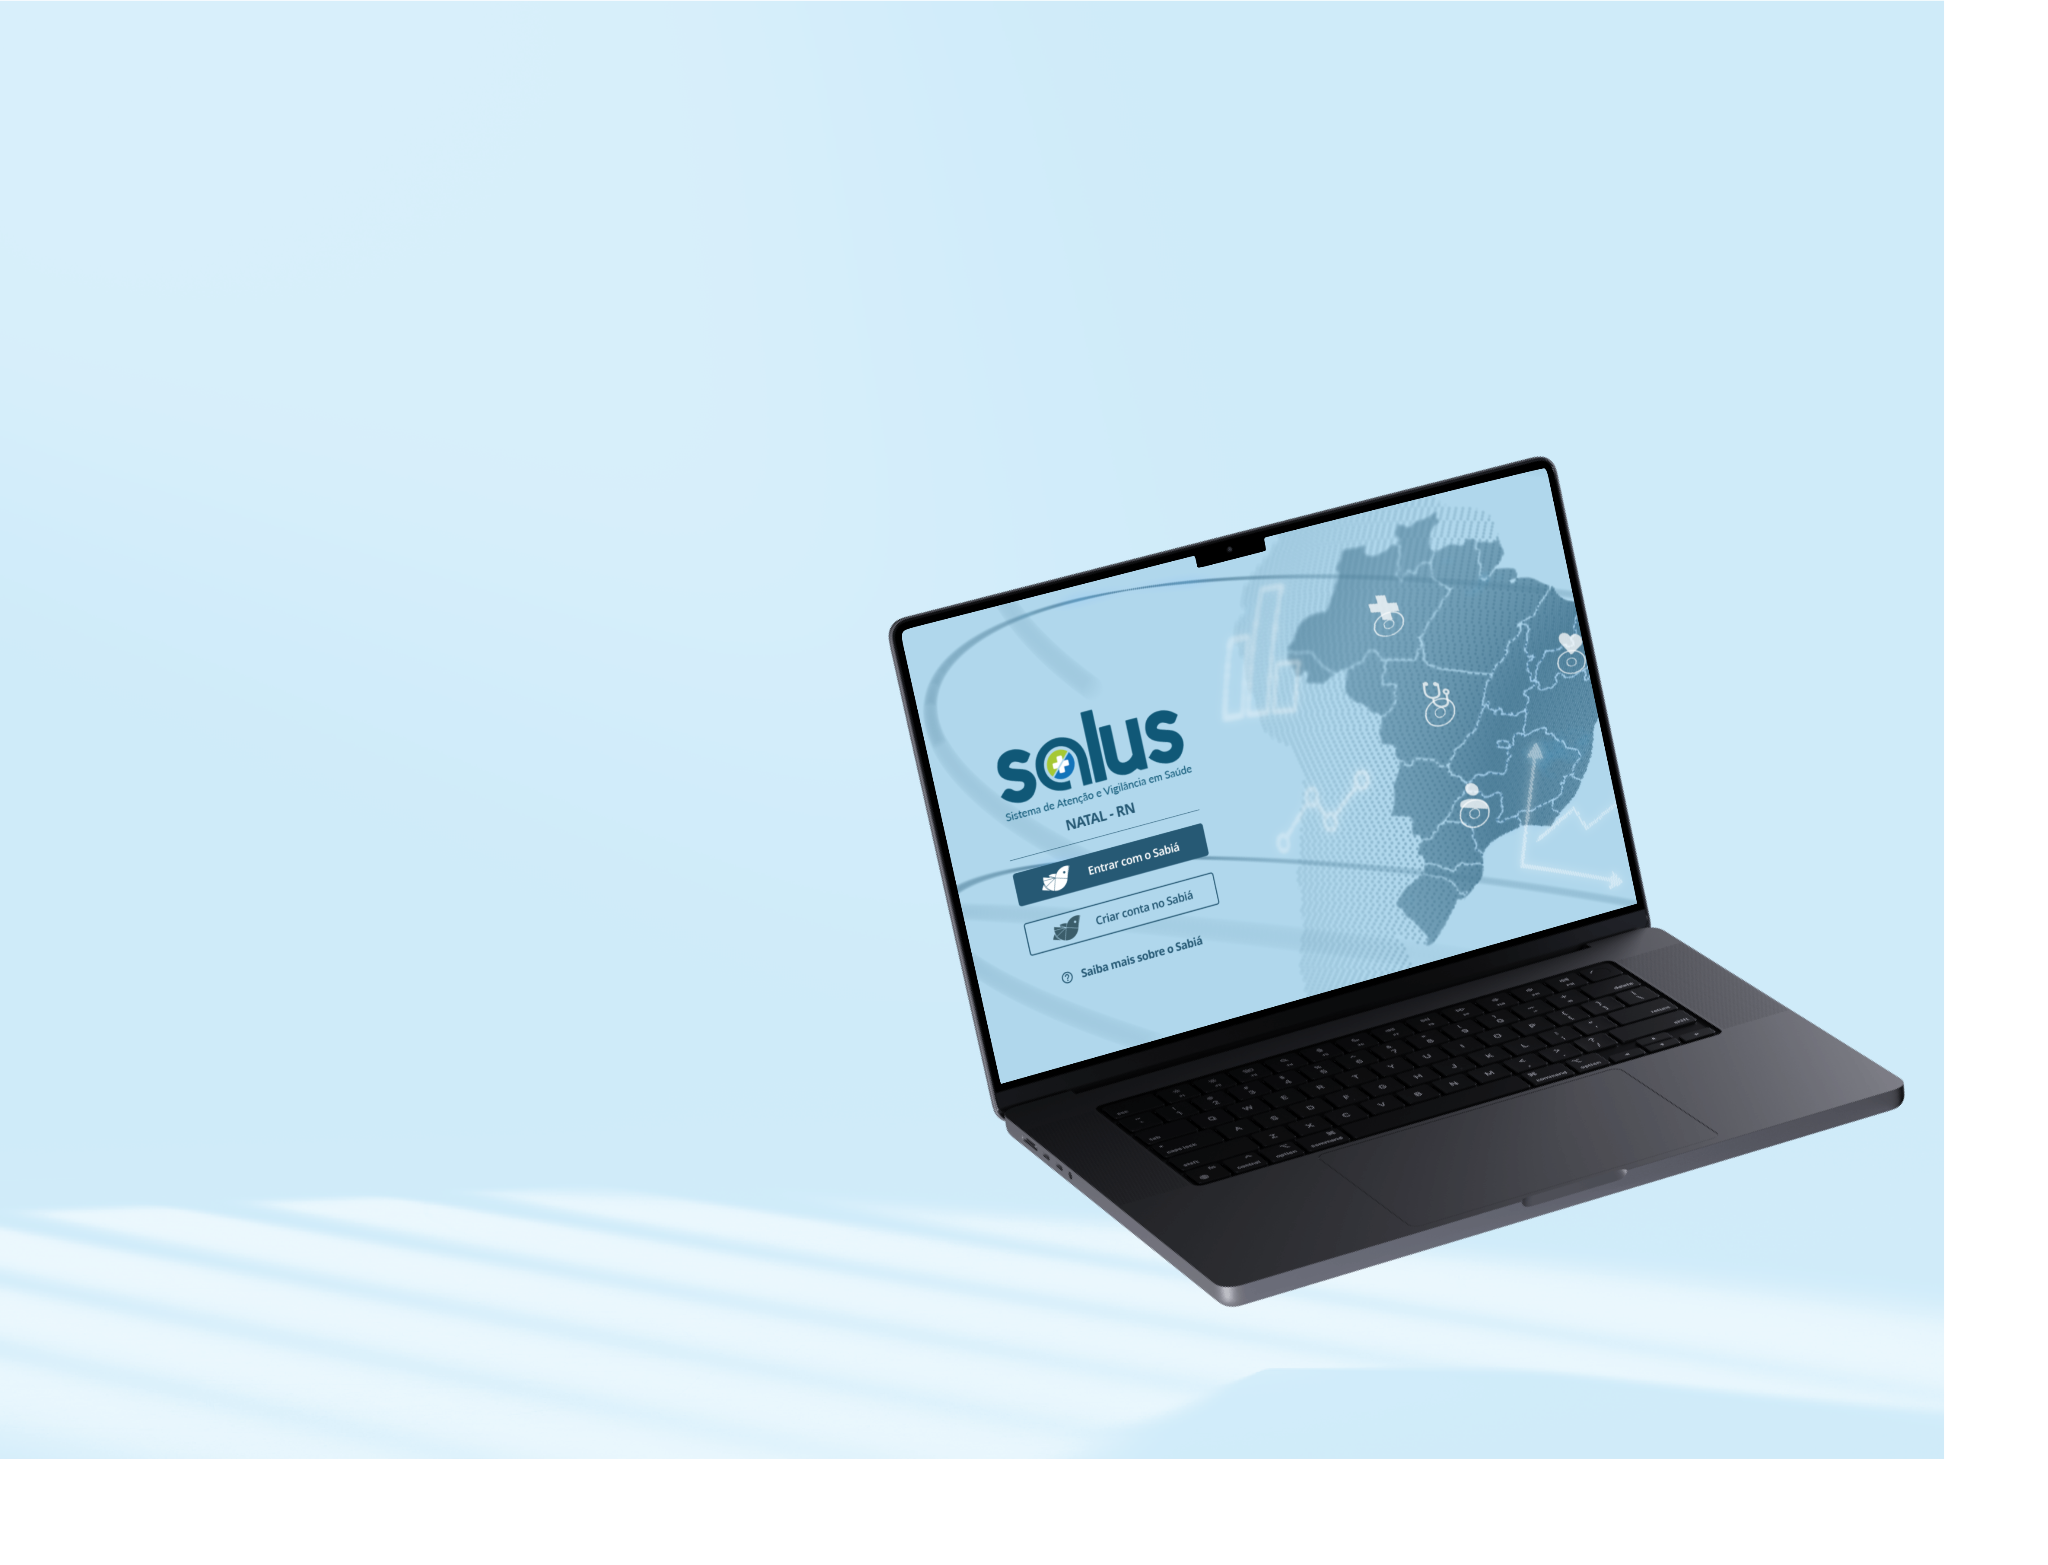 salus
Sistema de Atenção e Vigilância em Saúde
NATAL - RN
Entrar com o Sabiá
Criar conta no Sabiá
Saiba mais sobre o Sabiá